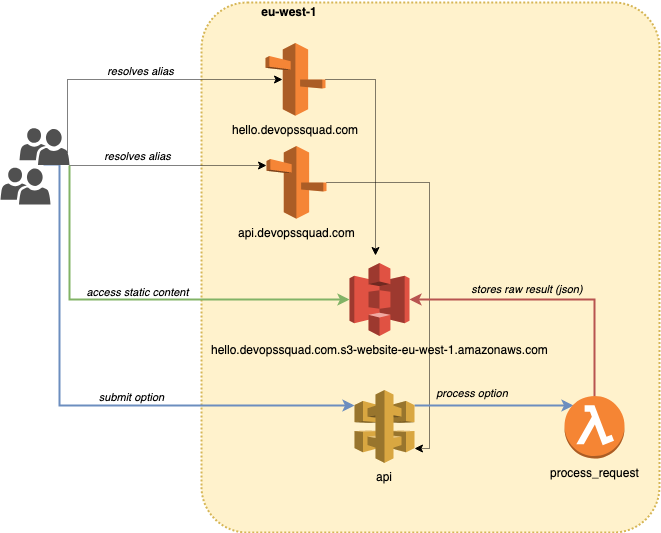 eu-west-1
resolves alias
hello.devopssquad.com
resolves alias
api.devopssquad.com
access static content
stores raw result (json)
hello.devopssquad.com.s3-website-eu-west-1.amazonaws.com
submit option
process option
api
process_request